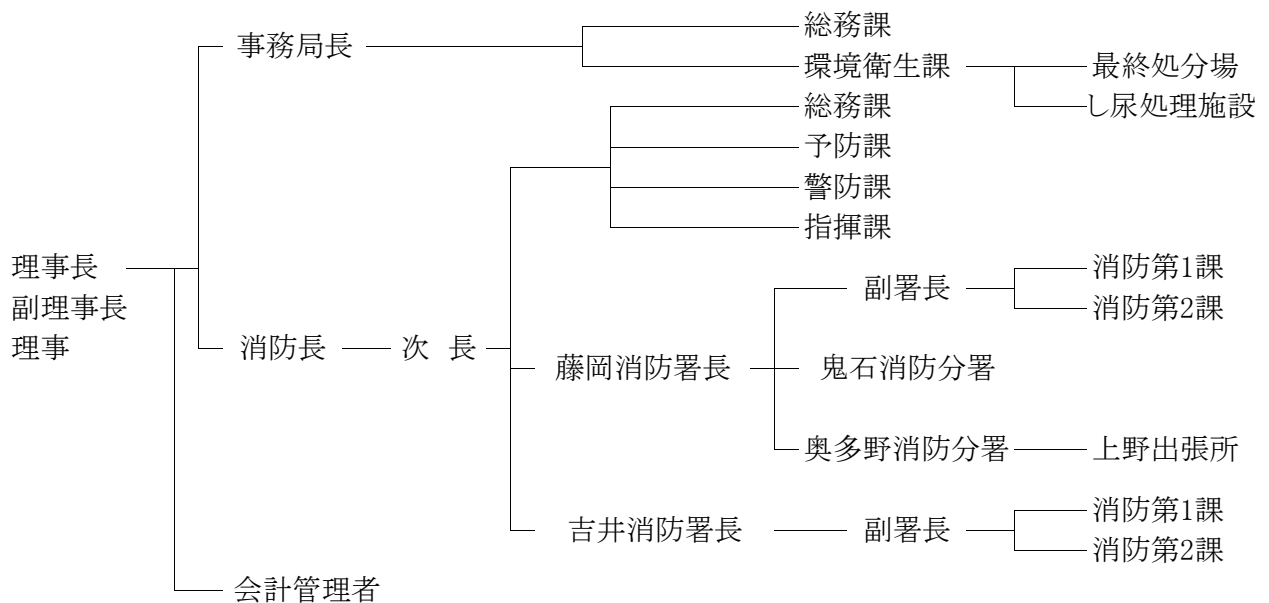 総務課
事務局長
環境衛生課
最終処分場
総務課
し尿処理施設
予防課
警防課
指揮課
理事長
副理事長
理事
消防長
次 長
副署長
消防第1課
消防第2課
藤岡消防署長
鬼石消防分署
奥多野消防分署
上野出張所
吉井消防署長
副署長
消防第1課
消防第2課
会計管理者